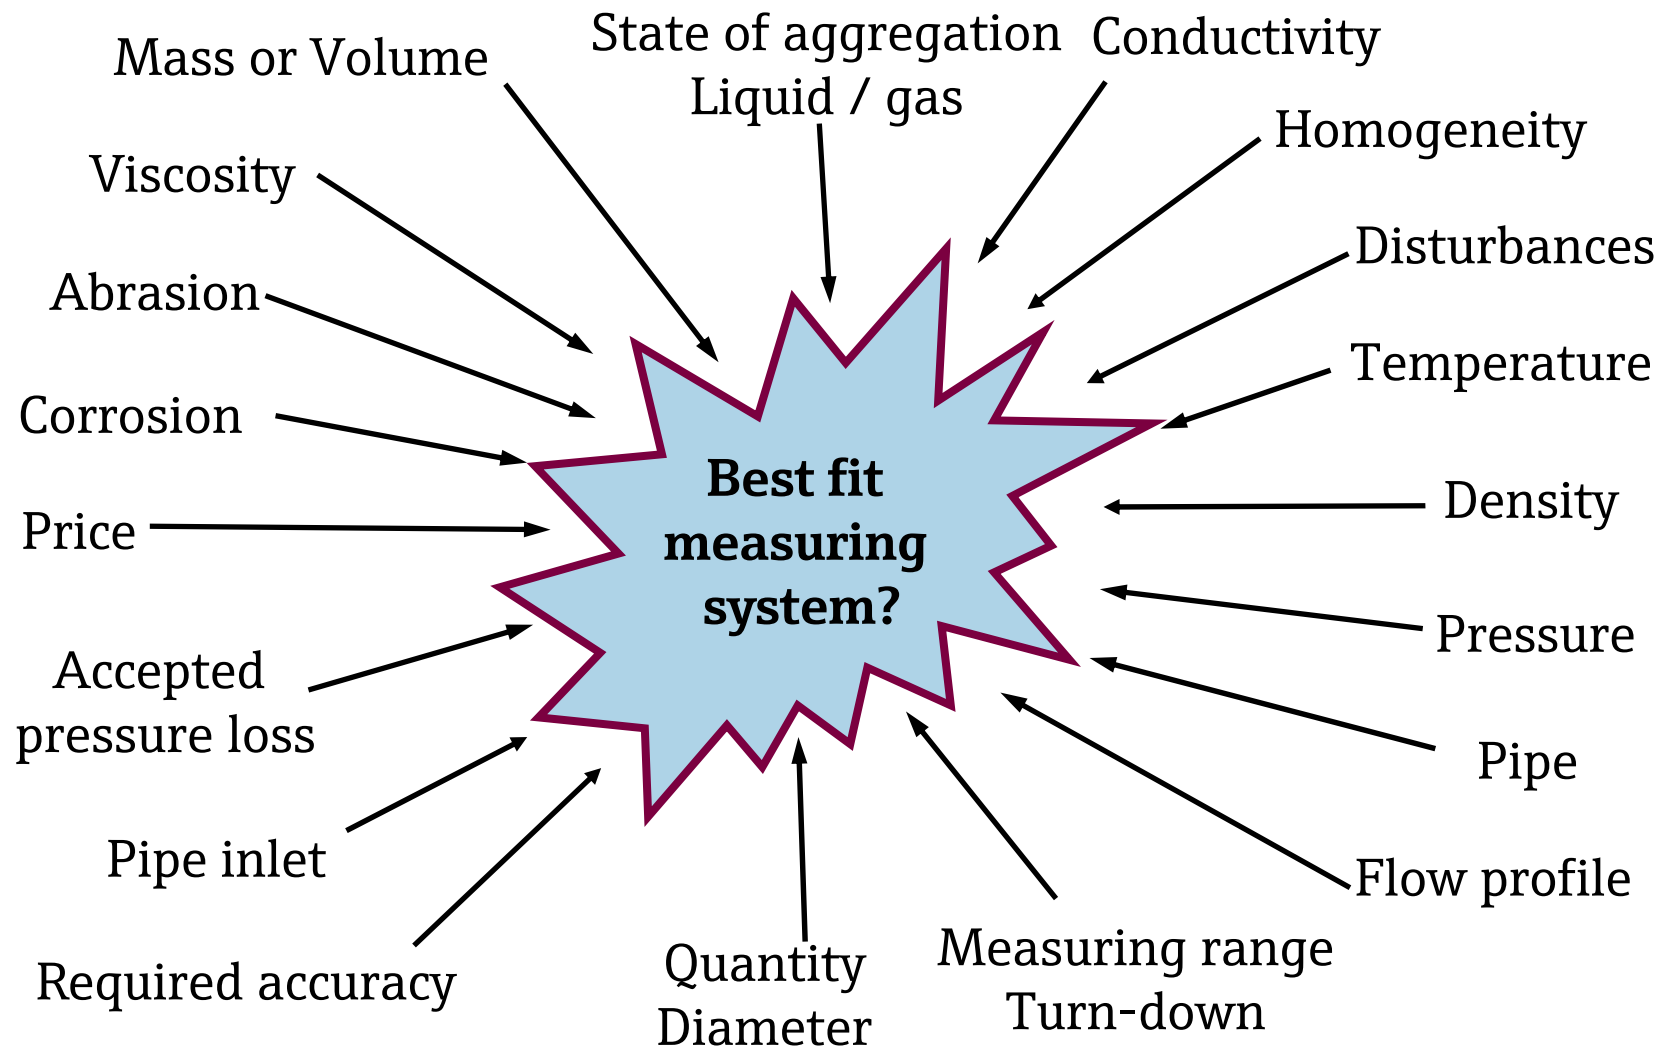 Mass or Volume
State of aggregation
Liquid / gas
Conductivity
Homogeneity
Viscosity
Disturbances
Abrasion
Temperature
Corrosion
Best fit
measuring
system?
Density
Price
Pressure
Accepted
pressure loss
Pipe
Pipe inlet
Flow profile
Required accuracy
Quantity
Diameter
Measuring range
Turn-down